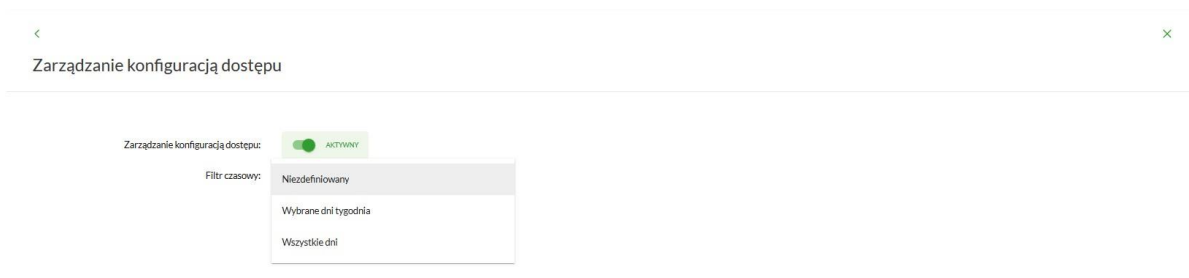 Zarządzanie konfiguracją dostępu
Zarządzanie konfiguracją dostępu: AKTYWNY
Filtr czasowy: Niezdefiniowany
Wybrane dni tygodnia
Wszystkie dni